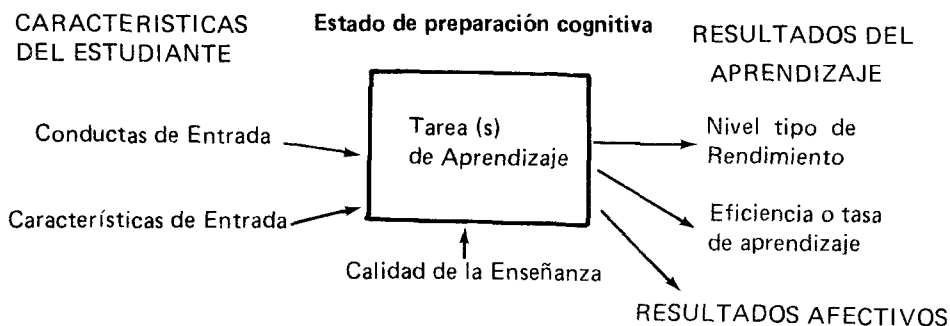 CARACTERISTICAS
DEL ESTUDIANTE
Estado de preparación cognitiva
RESULTADOS DEL
APRENDIZAJE
Conductas de Entrada
Características de Entrada
Tarea (s)
de Aprendizaje
Calidad de la Enseñanza
Nivel tipo de
Rendimiento
Eficiencia o tasa
de aprendizaje
RESULTADOS AFECTIVOS